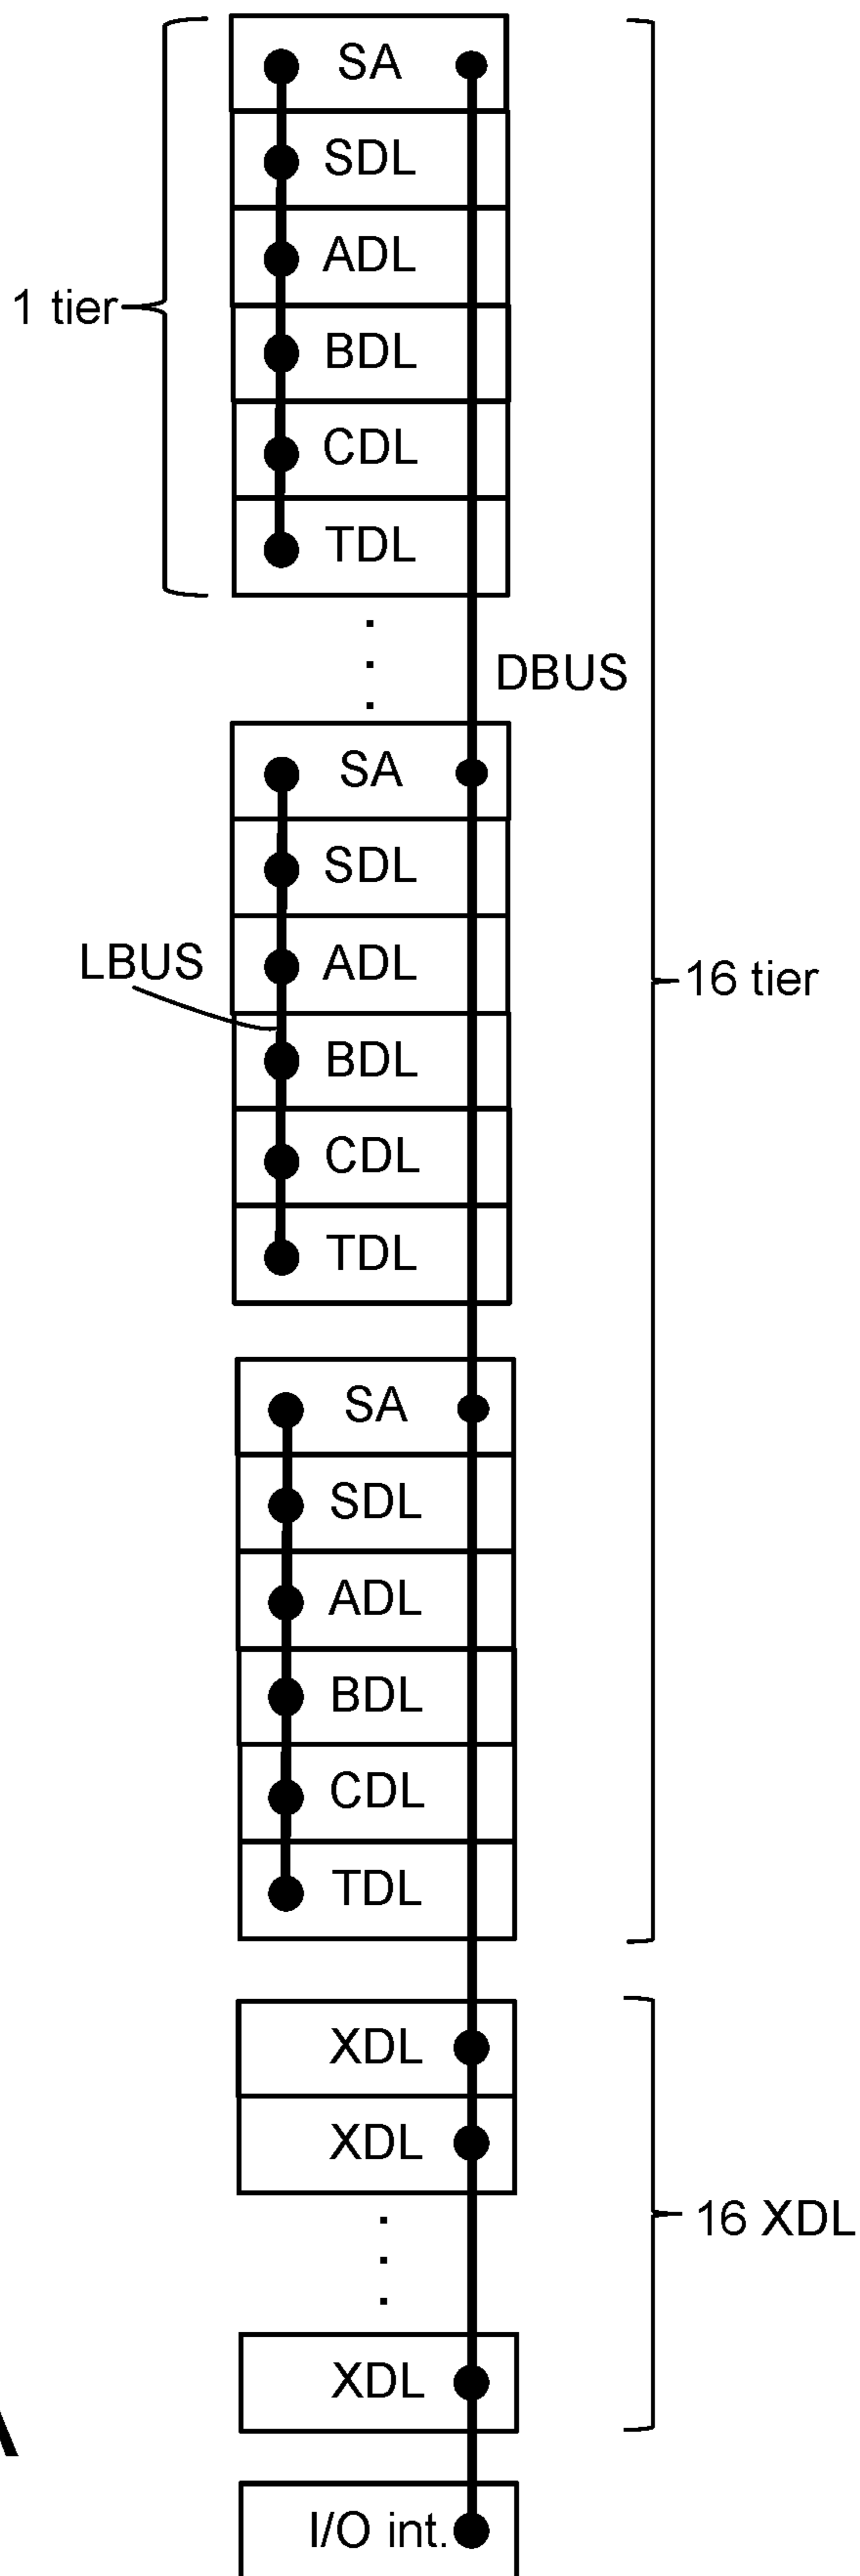 SA
SDL
ADL
1 tier
BDL
CDL
TDL
DBUS
SA
SDL
LBUS
ADL
16 tier
BDL
CDL
TDL
SA
SDL
ADL
BDL
CDL
TDL
XDL
XDL
16 XDL
XDL
I/O int.